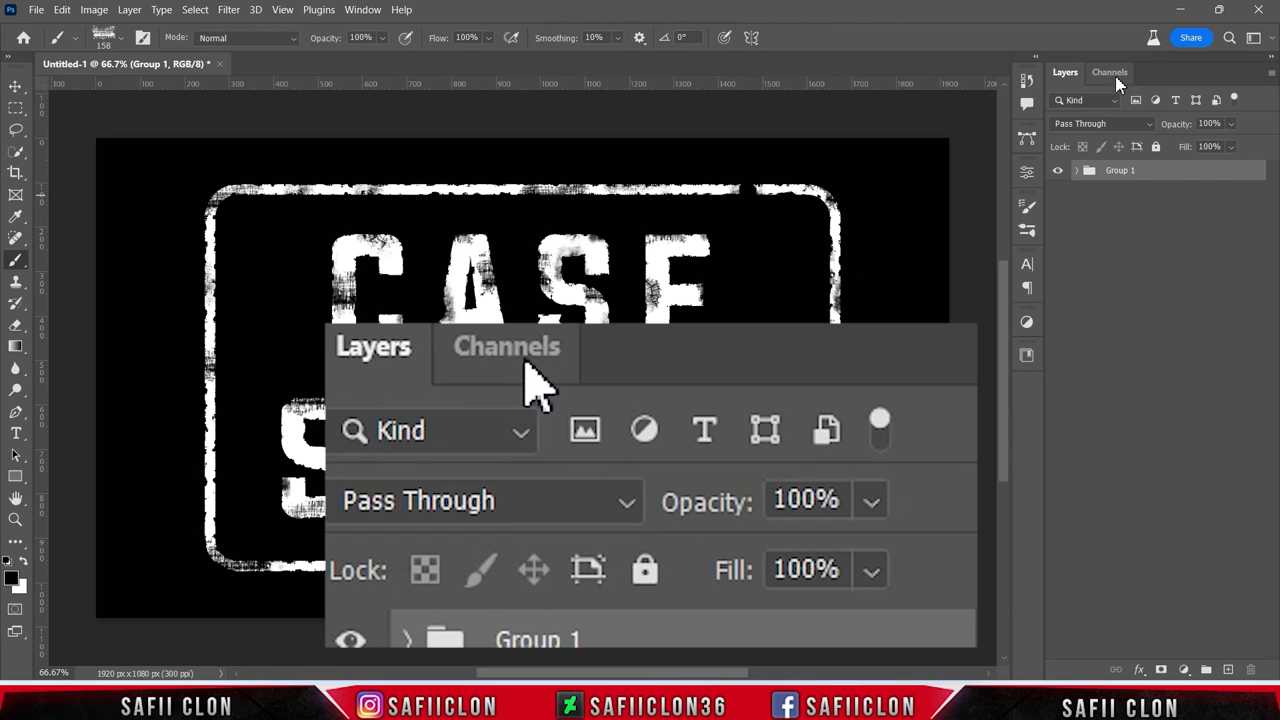 Ps File Edit Image Layer Type Select Filter 3D View Plugins Window Help
158 Mode: Normal Opacity: 100% Flow: 100% Smoothing: 10% 0° Share
Untitled-1 @ 66.7% (Group 1, RGB/8) *
Layers Channels
Kind
Pass Through Opacity: 100%
Lock: Fill: 100%
Group 1
CASE
S
Layers Channels
Kind
Pass Through Opacity: 100%
Lock: Fill: 100%
Group 1
66.67% 1920 px x 1080 px (300 ppi)
SAFII CLON SAFIICLON SAFIICLON36 SAFIICLON SAFII CLON